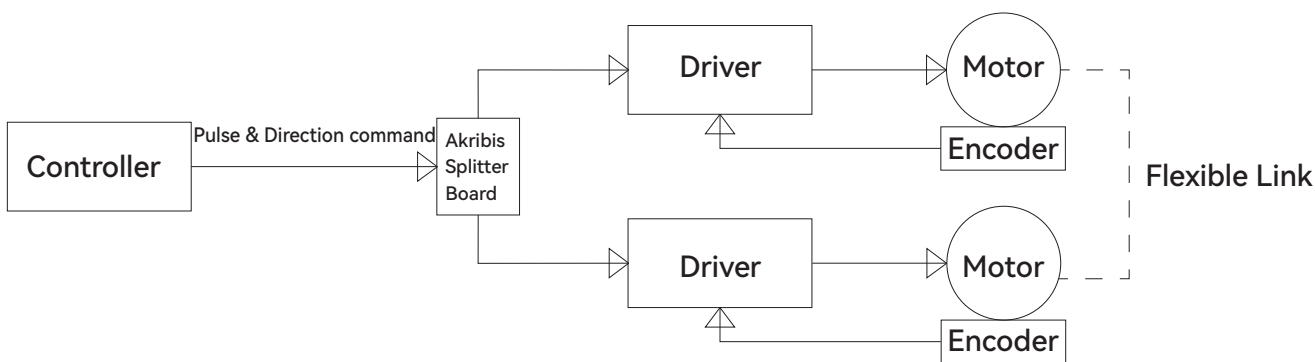 Driver
Motor
Pulse & Direction command
Controller
Akribis
Splitter
Board
Encoder
Flexible Link
Driver
Motor
Encoder